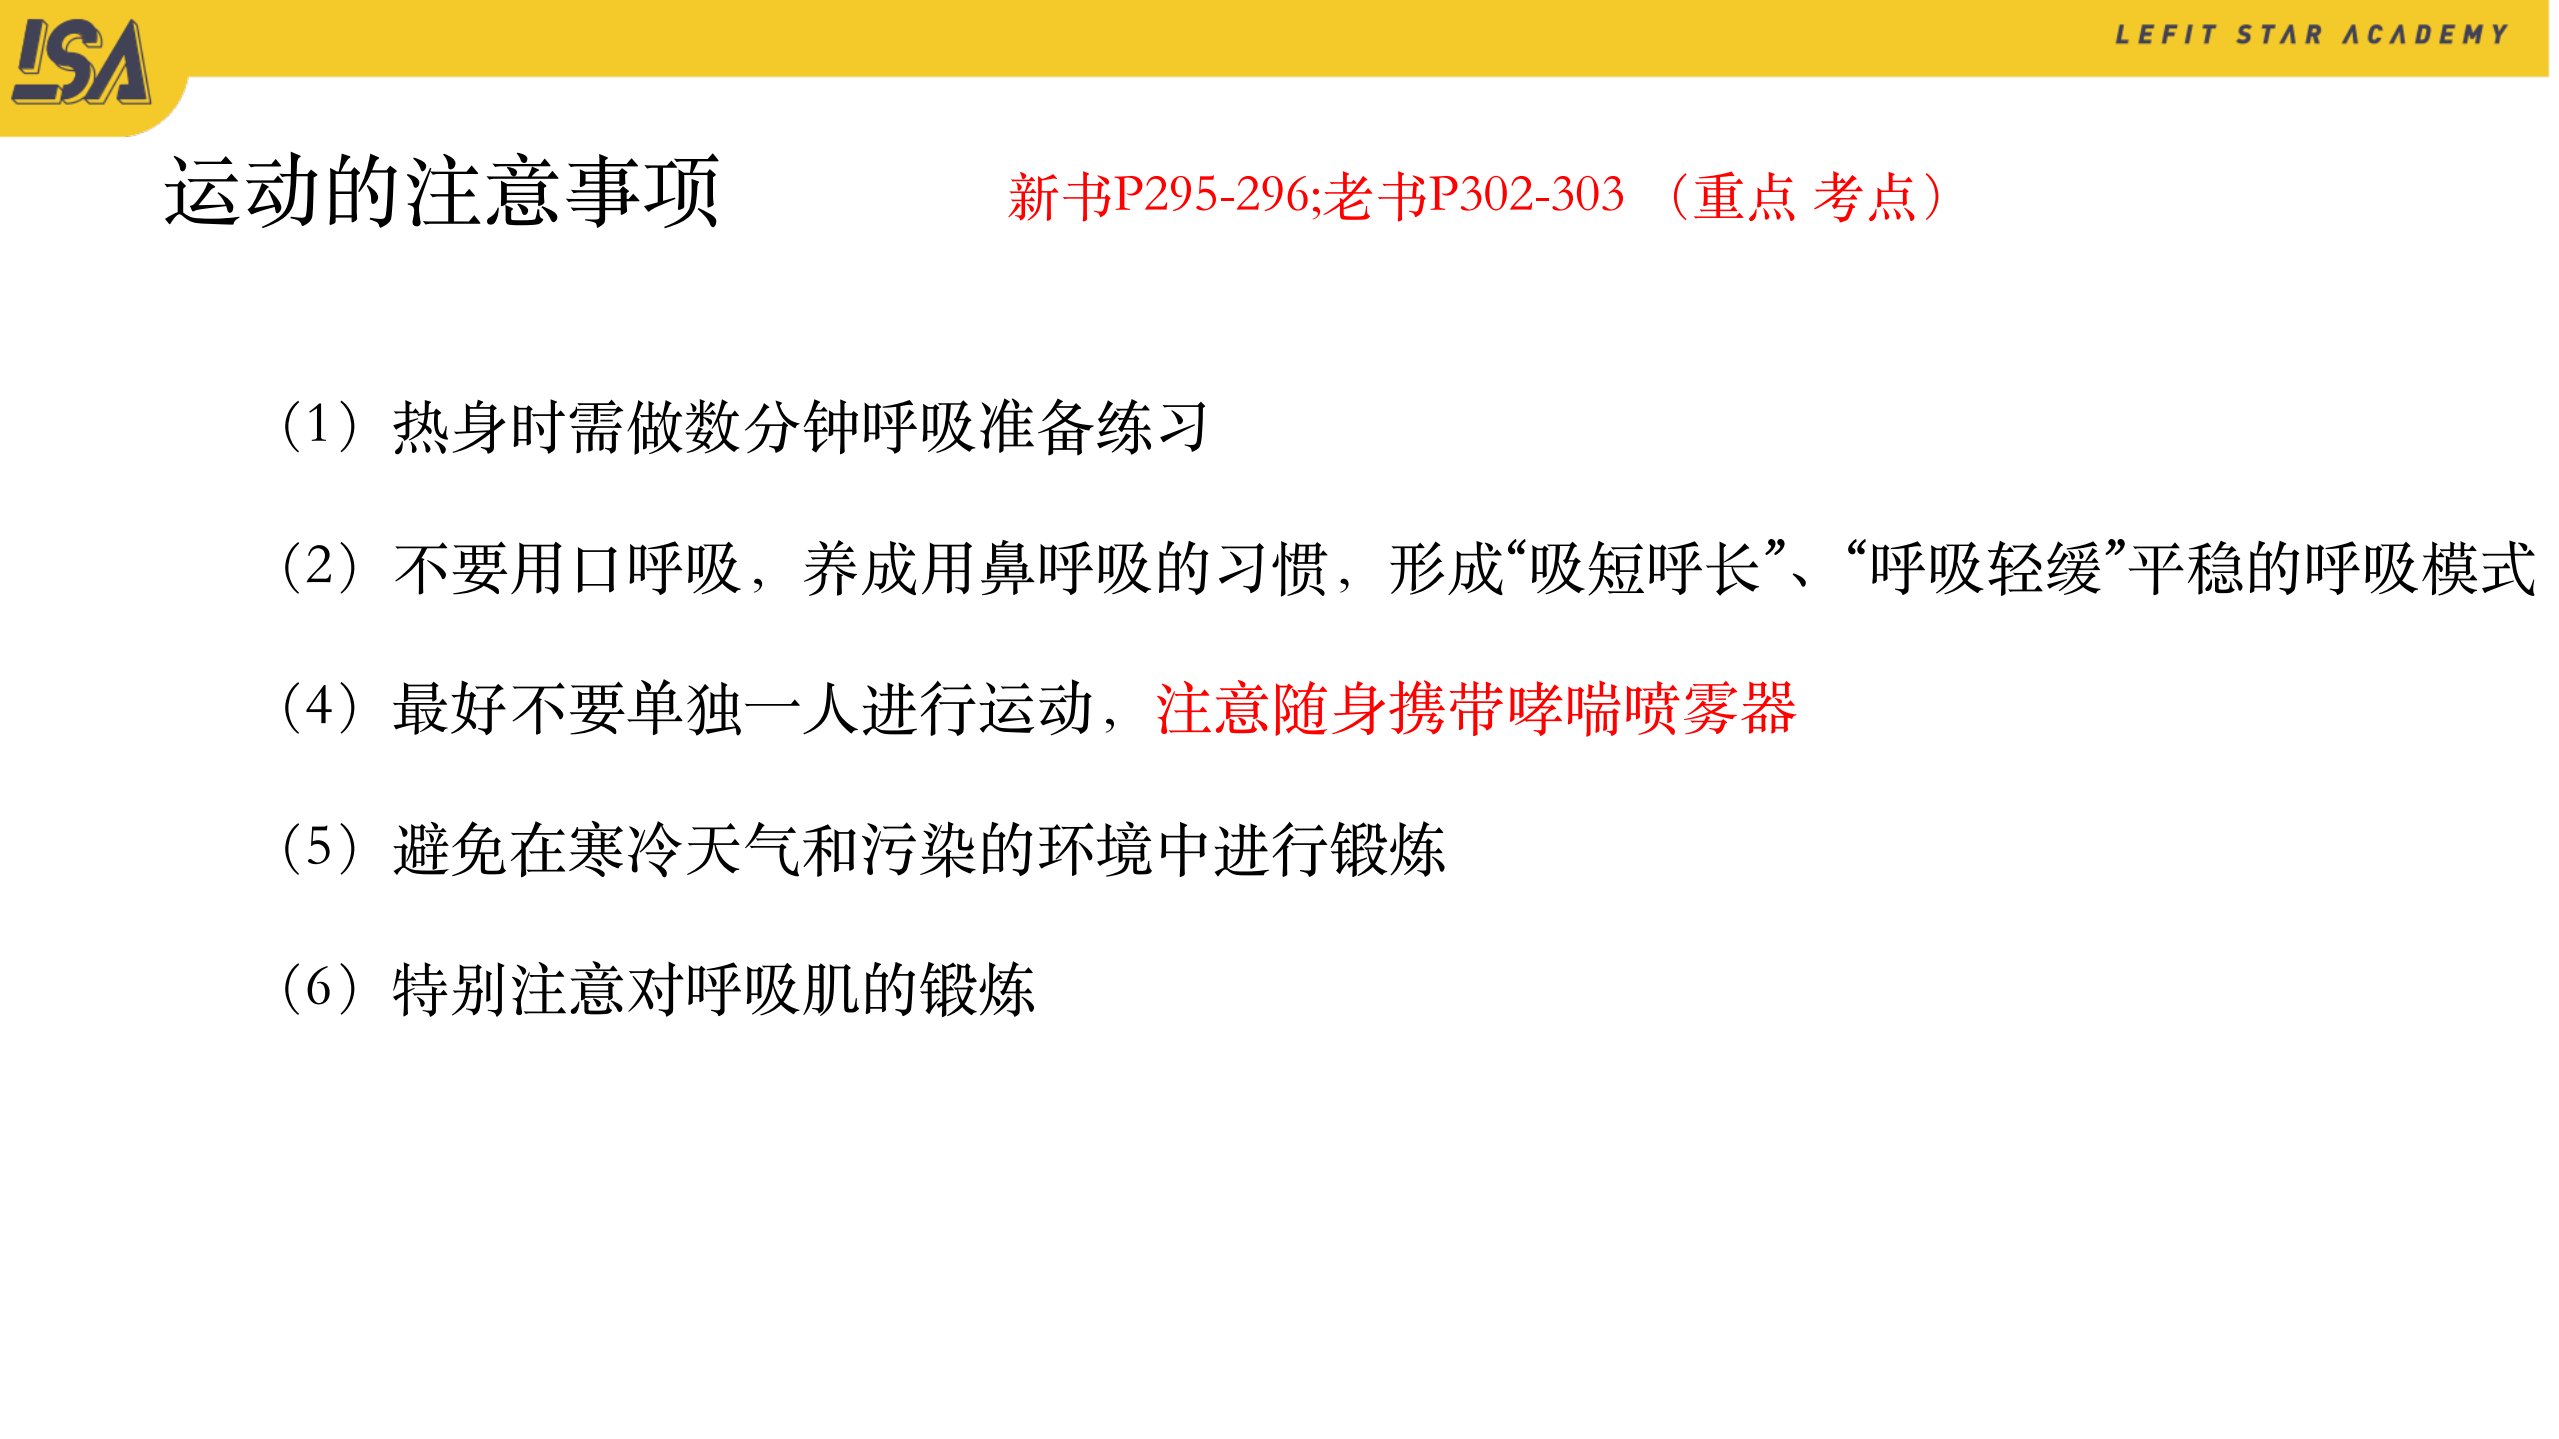 LSA
LEFIT STAR ACADEMY
运动的注意事项
新书P295-296;老书P302-303 （重点 考点）
（1）热身时需做数分钟呼吸准备练习
（2）不要用口呼吸，养成用鼻呼吸的习惯，形成“吸短呼长”、“呼吸轻缓”平稳的呼吸模式
（4）最好不要单独一人进行运动，注意随身携带哮喘喷雾器
（5）避免在寒冷天气和污染的环境中进行锻炼
（6）特别注意对呼吸肌的锻炼